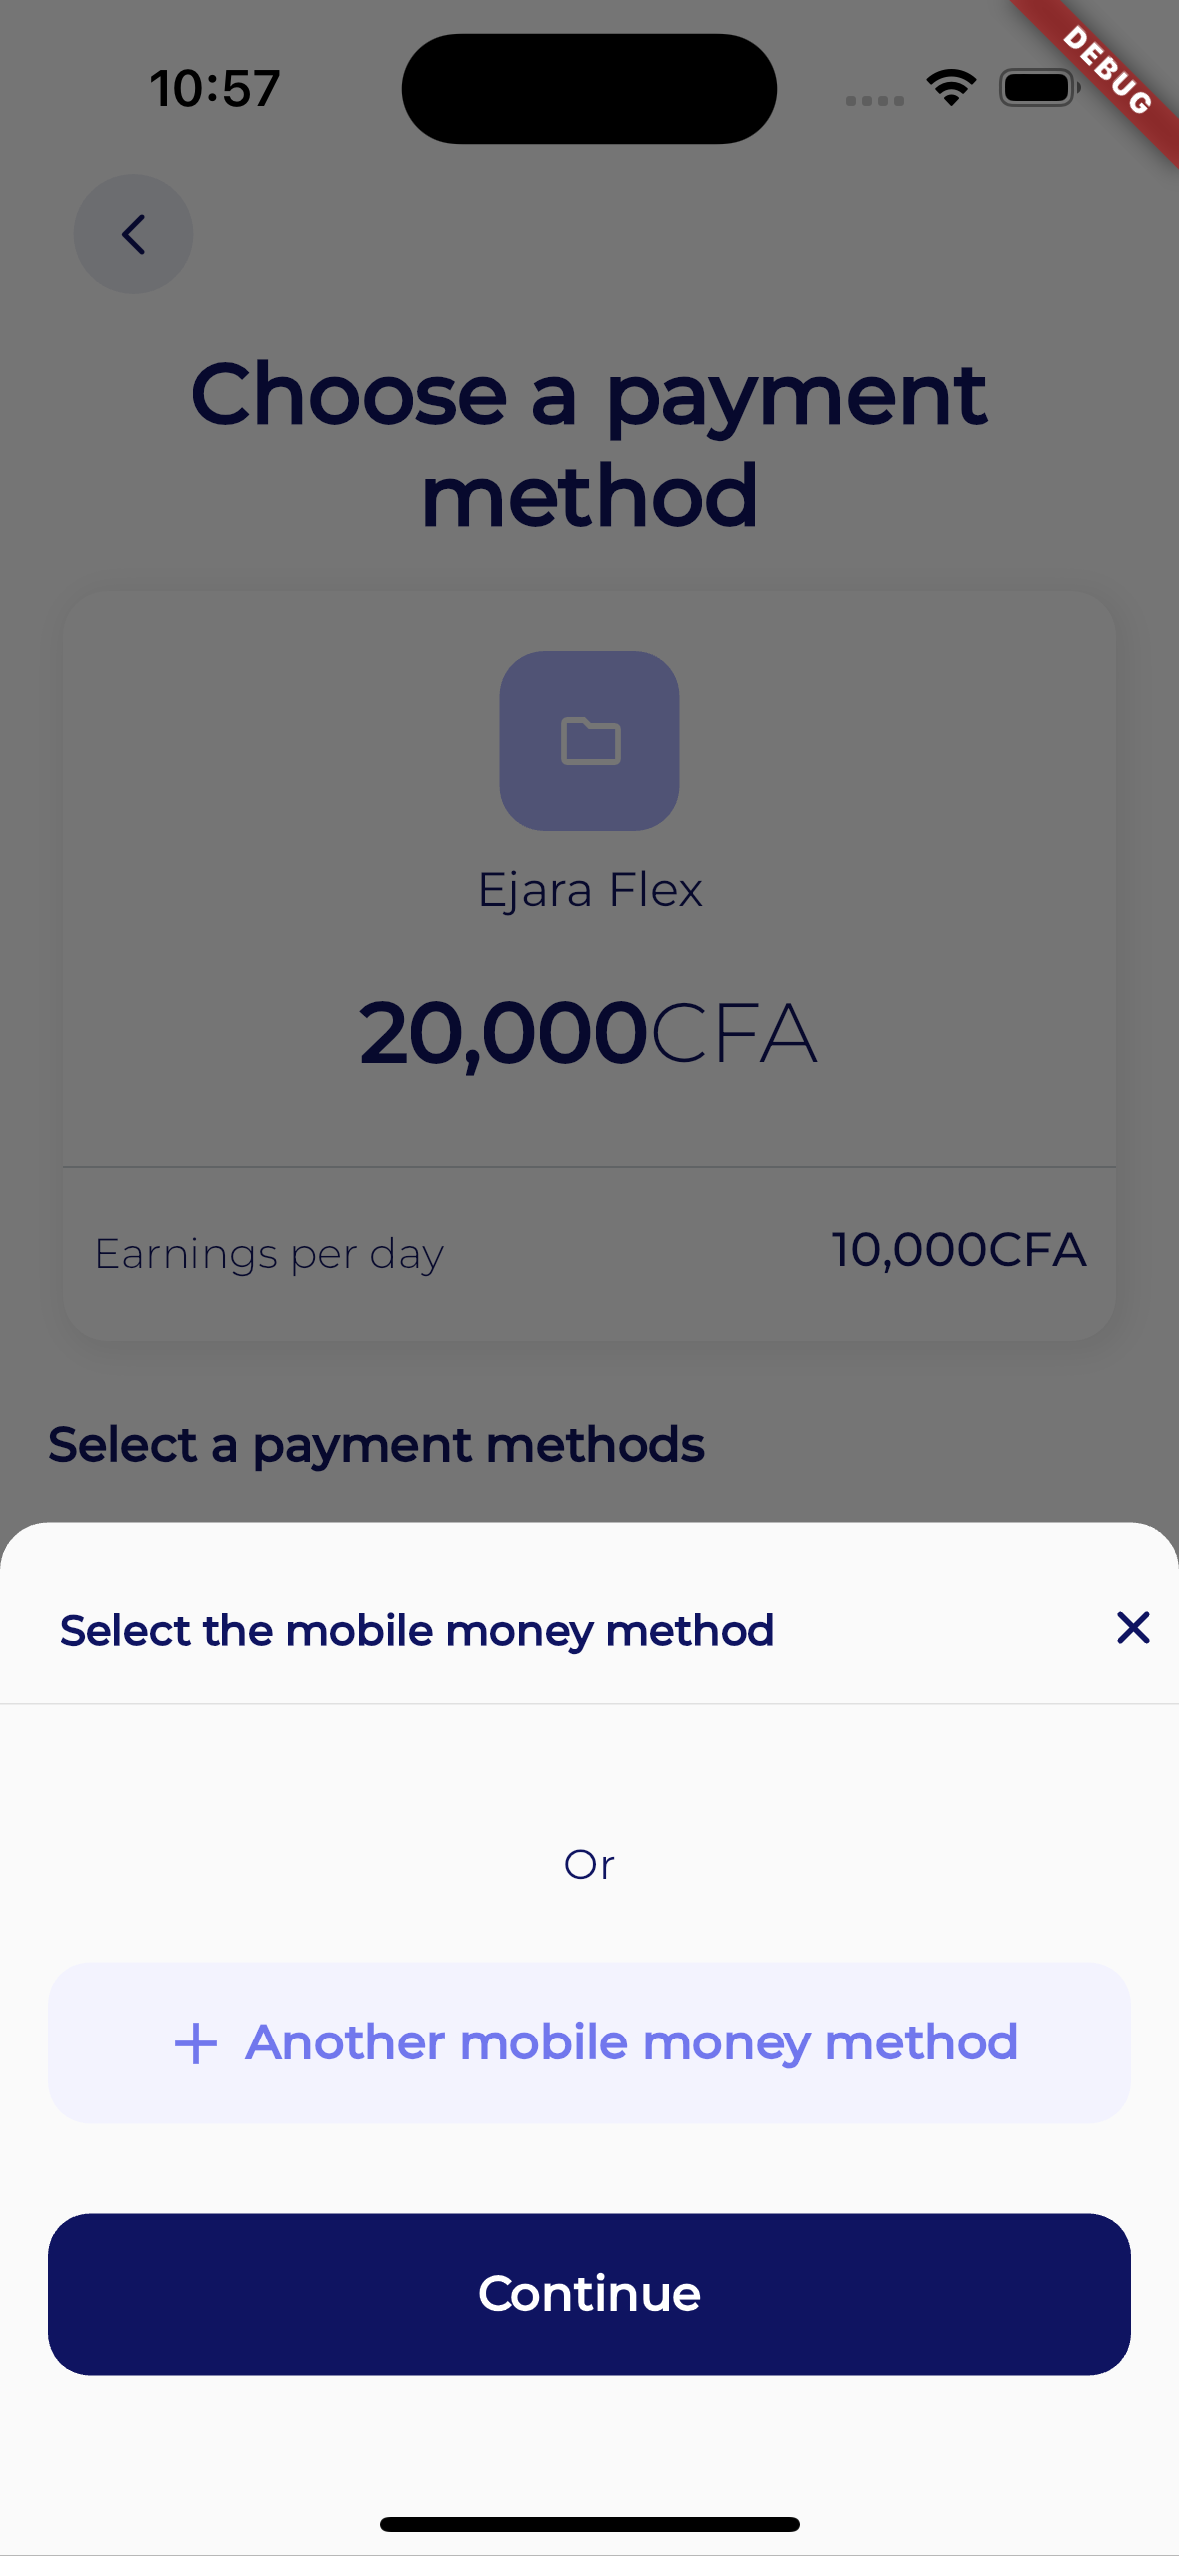 10:57
DEBUG
Choose a payment
method
Ejara Flex
20,000CFA
Earnings per day 10,000CFA
Select a payment methods
Select the mobile money method
Or
Another mobile money method
Continue